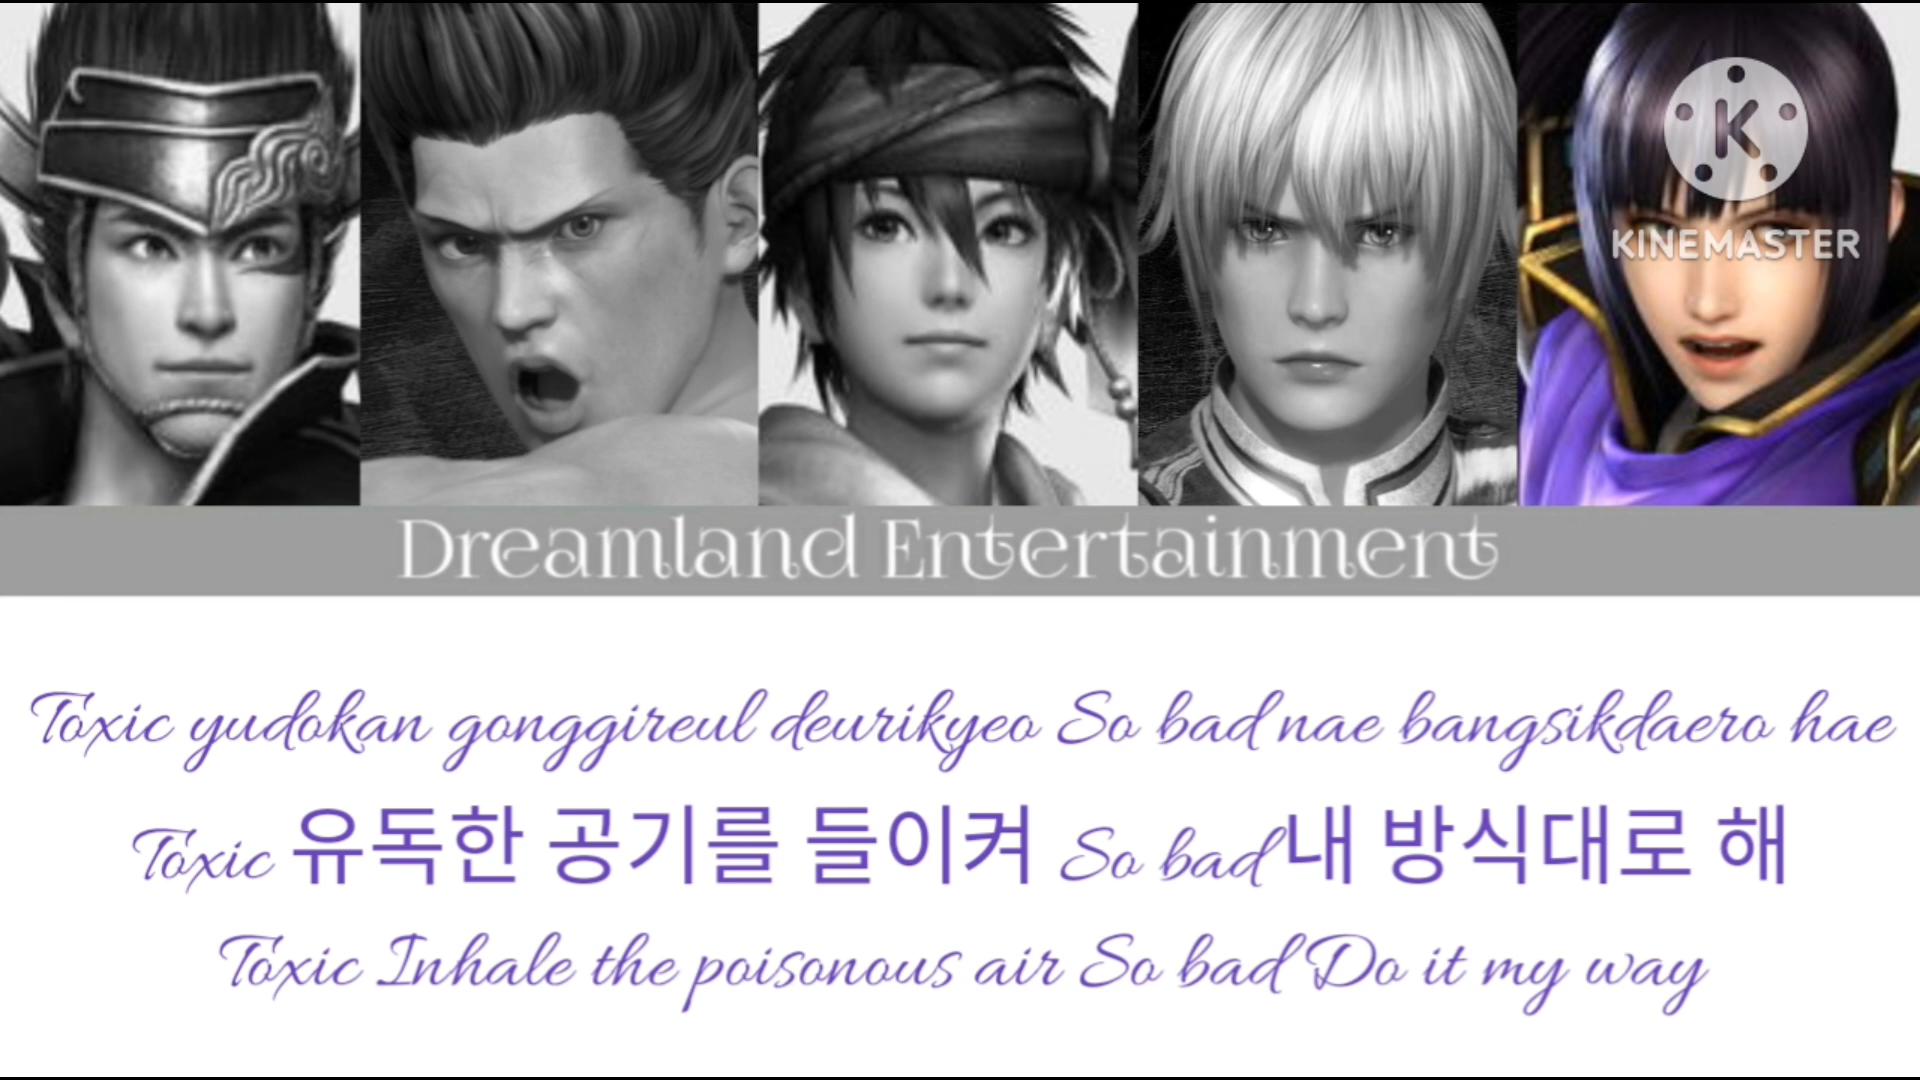 K
KINEMASTER
Dreamland Entertainment
Toxic yudokan gonggireul deurikyeo So bad nae bangsikdaero hae
Toxic 유독한 공기를 들이켜 So bad 내 방식대로 해
Toxic Inhale the poisonous air So bad Do it my way